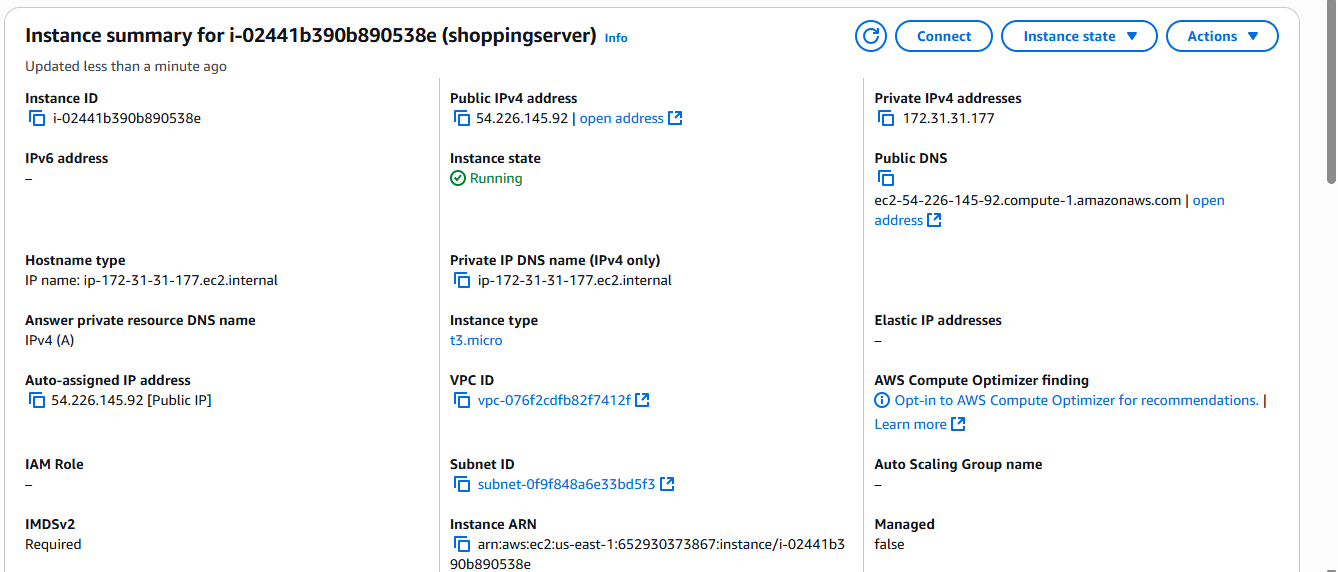 Instance summary for i-02441b390b890538e (shoppingserver) Info
Connect
Instance state
Actions
Updated less than a minute ago
Instance ID
i-02441b390b890538e
Public IPv4 address
54.226.145.92 | open address
Private IPv4 addresses
172.31.31.177
IPv6 address
–
Instance state
Running
Public DNS
ec2-54-226-145-92.compute-1.amazonaws.com | open
address
Hostname type
IP name: ip-172-31-31-177.ec2.internal
Private IP DNS name (IPv4 only)
ip-172-31-31-177.ec2.internal
Answer private resource DNS name
IPv4 (A)
Instance type
t3.micro
Elastic IP addresses
–
Auto-assigned IP address
54.226.145.92 [Public IP]
VPC ID
vpc-076f2cdfb82f7412f
AWS Compute Optimizer finding
Opt-in to AWS Compute Optimizer for recommendations. |
Learn more
IAM Role
–
Subnet ID
subnet-0f9f848a6e33bd5f3
Auto Scaling Group name
–
IMDSv2
Required
Instance ARN
arn:aws:ec2:us-east-1:652930373867:instance/i-02441b3
90b890538e
Managed
false